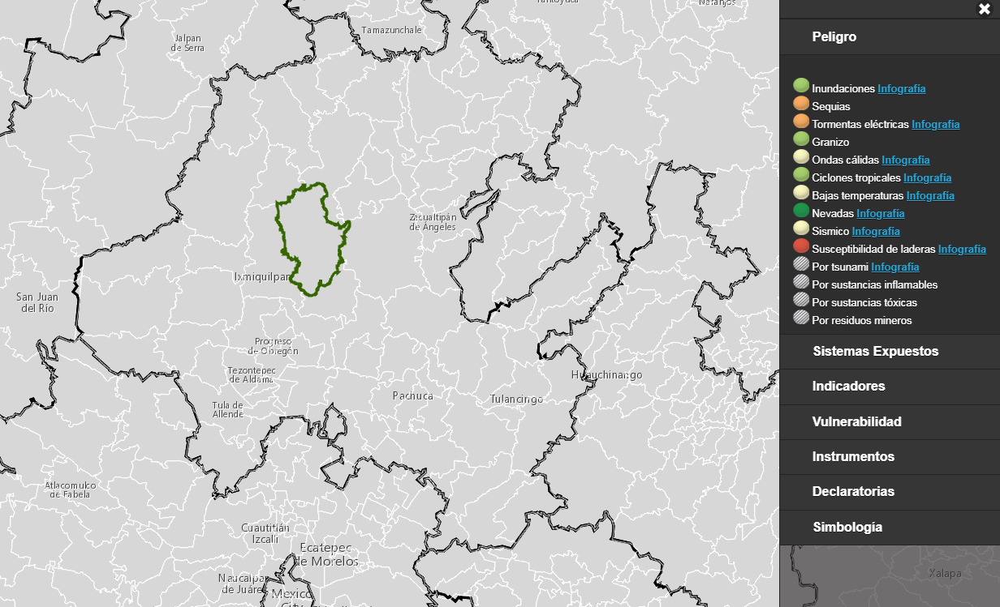 Tantoyuca
Naranjos
Tamazunchale
Jalpan
de Serra
Zacualtipán
de Ángeles
Ixmiquilpan
San Juan
del Río
Progreso
de Obregón
Tezontepec
de Aldama
Huauchinango
Pachuca
Tulancingo
Tula de
Allende
Atlacomulco
de Fabela
Cuautitlán
Izcalli
Ecatepec
de Morelos
Naucalpan
de Juárez
Mexico
City
Peligro
Inundaciones Infografía
Sequias
Tormentas eléctricas Infografía
Granizo
Ondas cálidas Infografía
Ciclones tropicales Infografía
Bajas temperaturas Infografía
Nevadas Infografía
Sismico Infografía
Susceptibilidad de laderas Infografía
Por tsunami Infografía
Por sustancias inflamables
Por sustancias tóxicas
Por residuos mineros
Sistemas Expuestos
Indicadores
Vulnerabilidad
Instrumentos
Declaratorias
Simbología
Xalapa